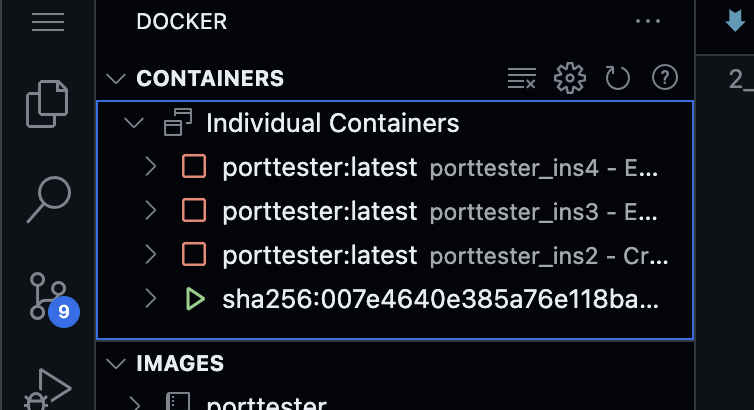 DOCKER
CONTAINERS
2_
Individual Containers
porttester:latest porttester_ins4 - E...
porttester:latest porttester_ins3 - E...
porttester:latest porttester_ins2 - Cr...
sha256:007e4640e385a76e118ba...
9
IMAGES
porttester